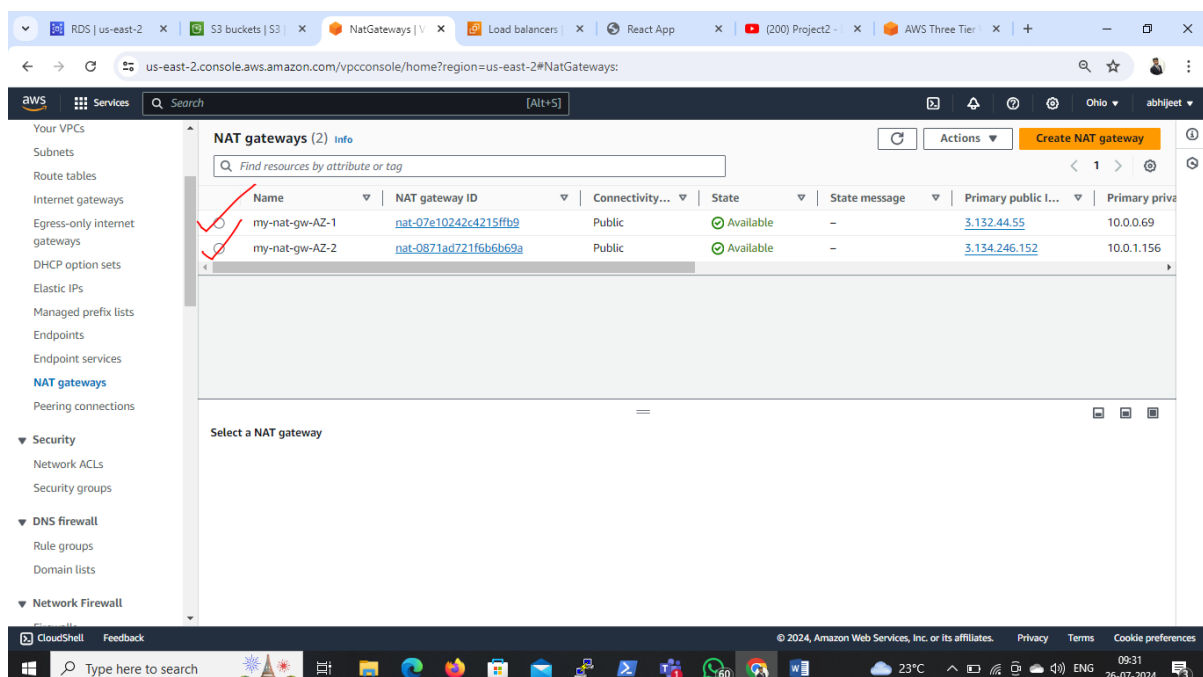 RDS | us-east-2
S3 buckets | S3 |
NatGateways | V
Load balancers |
React App
(200) Project2 -
AWS Three Tier
us-east-2.console.aws.amazon.com/vpcconsole/home?region=us-east-2#NatGateways:
aws
Services
Search
[Alt+S]
Ohio
abhijeet
Your VPCs
Subnets
Route tables
Internet gateways
Egress-only internet
gateways
DHCP option sets
Elastic IPs
Managed prefix lists
Endpoints
Endpoint services
NAT gateways
Peering connections
Security
Network ACLs
Security groups
DNS firewall
Rule groups
Domain lists
Network Firewall
NAT gateways (2) Info
Actions
Create NAT gateway
Find resources by attribute or tag
1
Name NAT gateway ID Connectivity... State State message Primary public I... Primary priva
my-nat-gw-AZ-1 nat-07e10242c4215ffb9 Public Available – 3.132.44.55 10.0.0.69
my-nat-gw-AZ-2 nat-0871ad721f6b6b69a Public Available – 3.134.246.152 10.0.1.156
Select a NAT gateway
CloudShell Feedback
© 2024, Amazon Web Services, Inc. or its affiliates. Privacy Terms Cookie preferences
Type here to search
60
23°C
ENG
09:31
26-07-2024